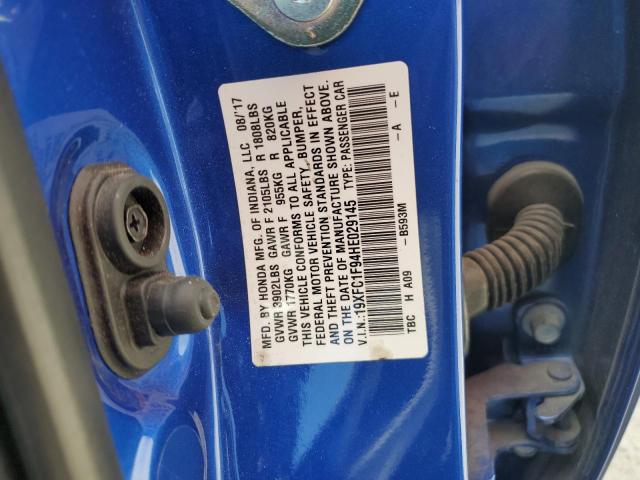 MFD. BY HONDA MFG. OF INDIANA, LLC 08/'17
GVWR 3902LBS GAWR F 2105LBS R 1808LBS
GVWR 1770KG GAWR F 955KG R 820KG
THIS VEHICLE CONFORMS TO ALL APPLICABLE
FEDERAL MOTOR VEHICLE SAFETY, BUMPER,
AND THEFT PREVENTION STANDARDS IN EFFECT
ON THE DATE OF MANUFACTURE SHOWN ABOVE.
V.I.N.:19XFC1F94HE029145 TYPE: PASSENGER CAR
TBC H A09 -B593M -A -E